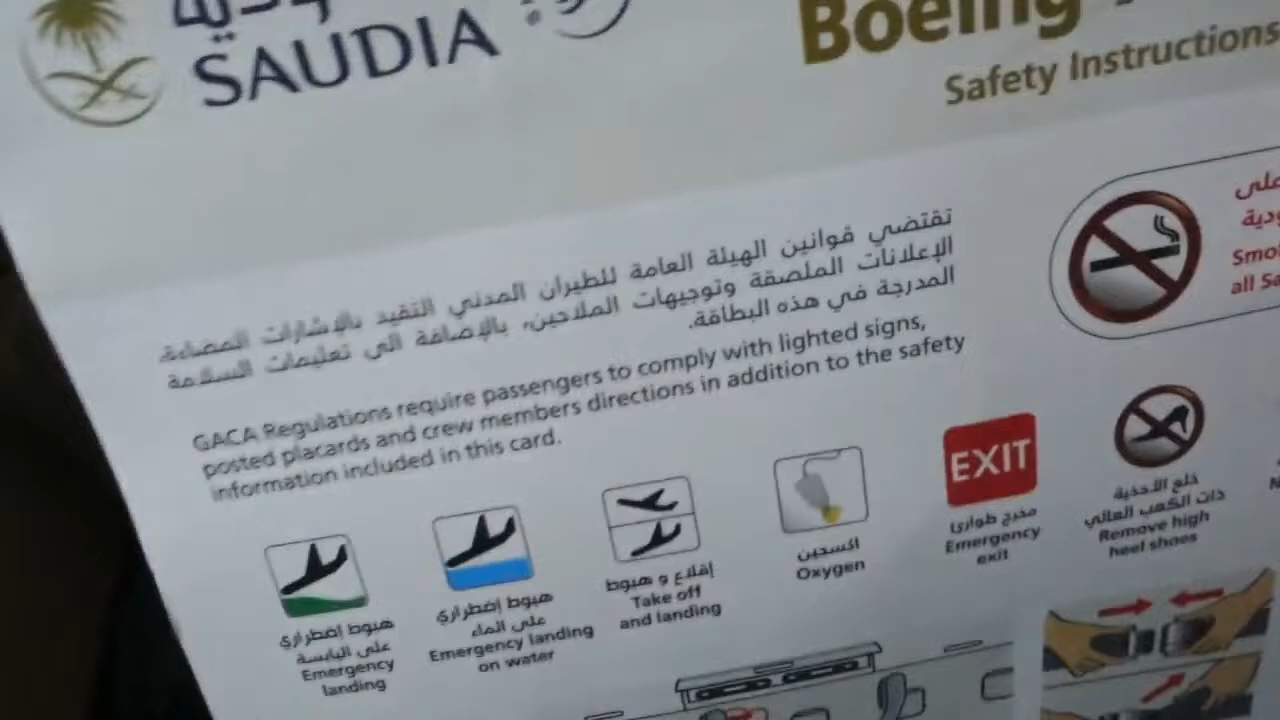 SAUDIA
Boeing
Safety Instructions
تقتضي قوانين الهيئة العامة للطيران المدني التقيد بالإشارات المضاءة،
الإعلانات الملصقة وتوجيهات الملاحين، بالإضافة الى تعليمات السلامة
المدرجة في هذه البطاقة.
GACA Regulations require passengers to comply with lighted signs,
posted placards and crew members directions in addition to the safety
information included in this card.
على
all
EXIT
هبوط إضطراري
على اليابسة
Emergency
landing
هبوط إضطراري
على الماء
Emergency landing
on water
إقلاع و هبوط
Take off
and landing
اكسجين
Oxygen
مخرج طوارئ
Emergency
exit
خلع الأحذية
ذات الكعب العالي
Remove high
heel shoes